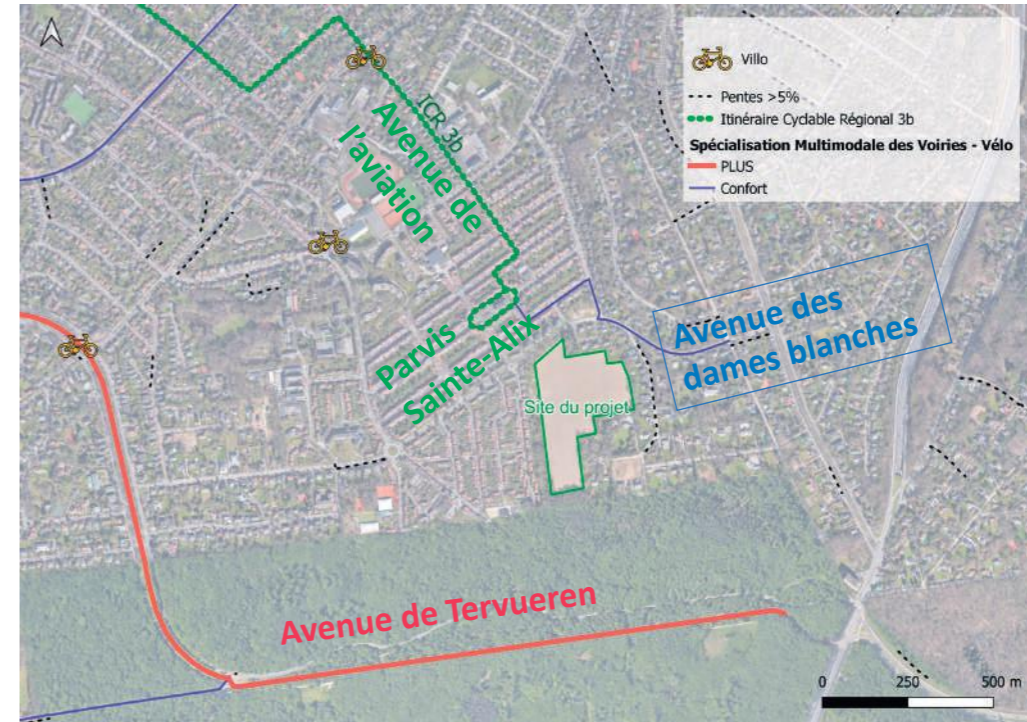 Villo
Pentes >5%
Itinéraire Cyclable Régional 3b
Spécialisation Multimodale des Voiries - Vélo
PLUS
Confort
ICR 3b
Avenue de
l'aviation
Parvis
Sainte-Alix
Avenue des
dames blanches
Site du projet
Avenue de Tervueren
0 250 500 m